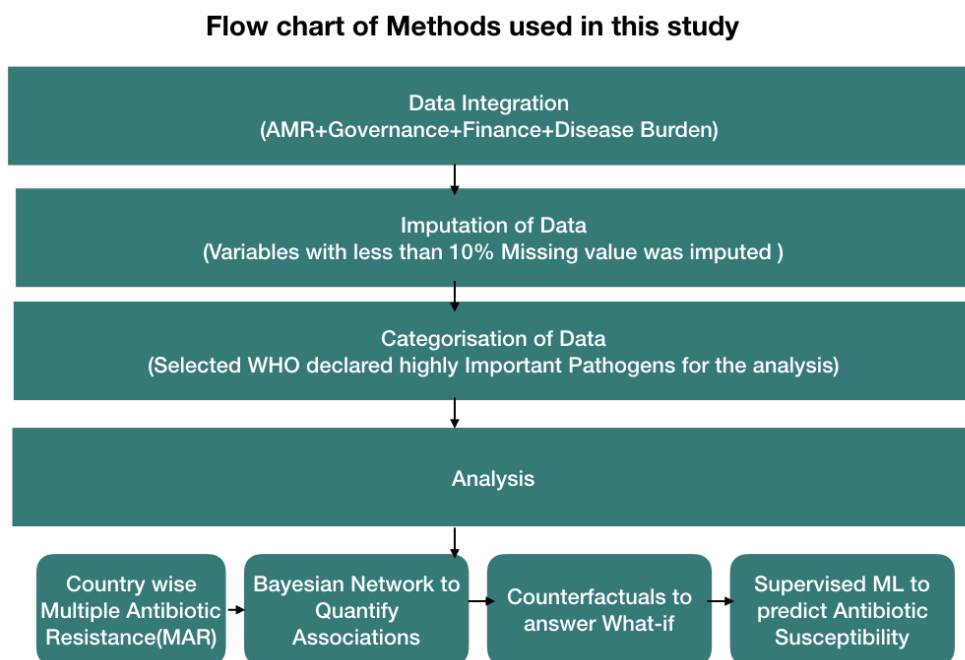 Flow chart of Methods used in this study
Data Integration
(AMR+Governance+Finance+Disease Burden)
Imputation of Data
(Variables with less than 10% Missing value was imputed )
Categorisation of Data
(Selected WHO declared highly Important Pathogens for the analysis)
Analysis
Country wise
Multiple Antibiotic
Resistance(MAR)
Bayesian Network to
Quantify
Associations
Counterfactuals to
answer What-if
Supervised ML to
predict Antibiotic
Susceptibility